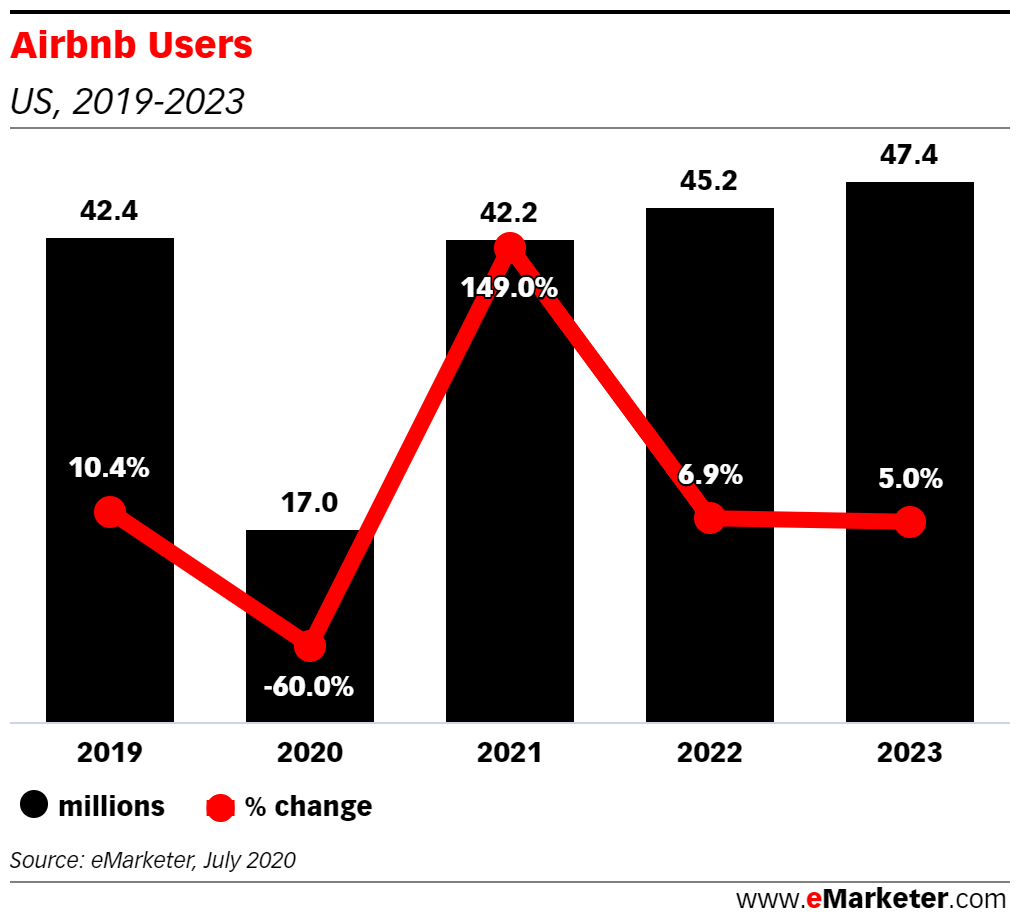 Airbnb Users
US, 2019-2023
47.4
45.2
42.4
42.2
149.0%
10.4%
6.9%
5.0%
17.0
-60.0%
2019 2020 2021 2022 2023
millions % change
Source: eMarketer, July 2020
www.eMarketer.com